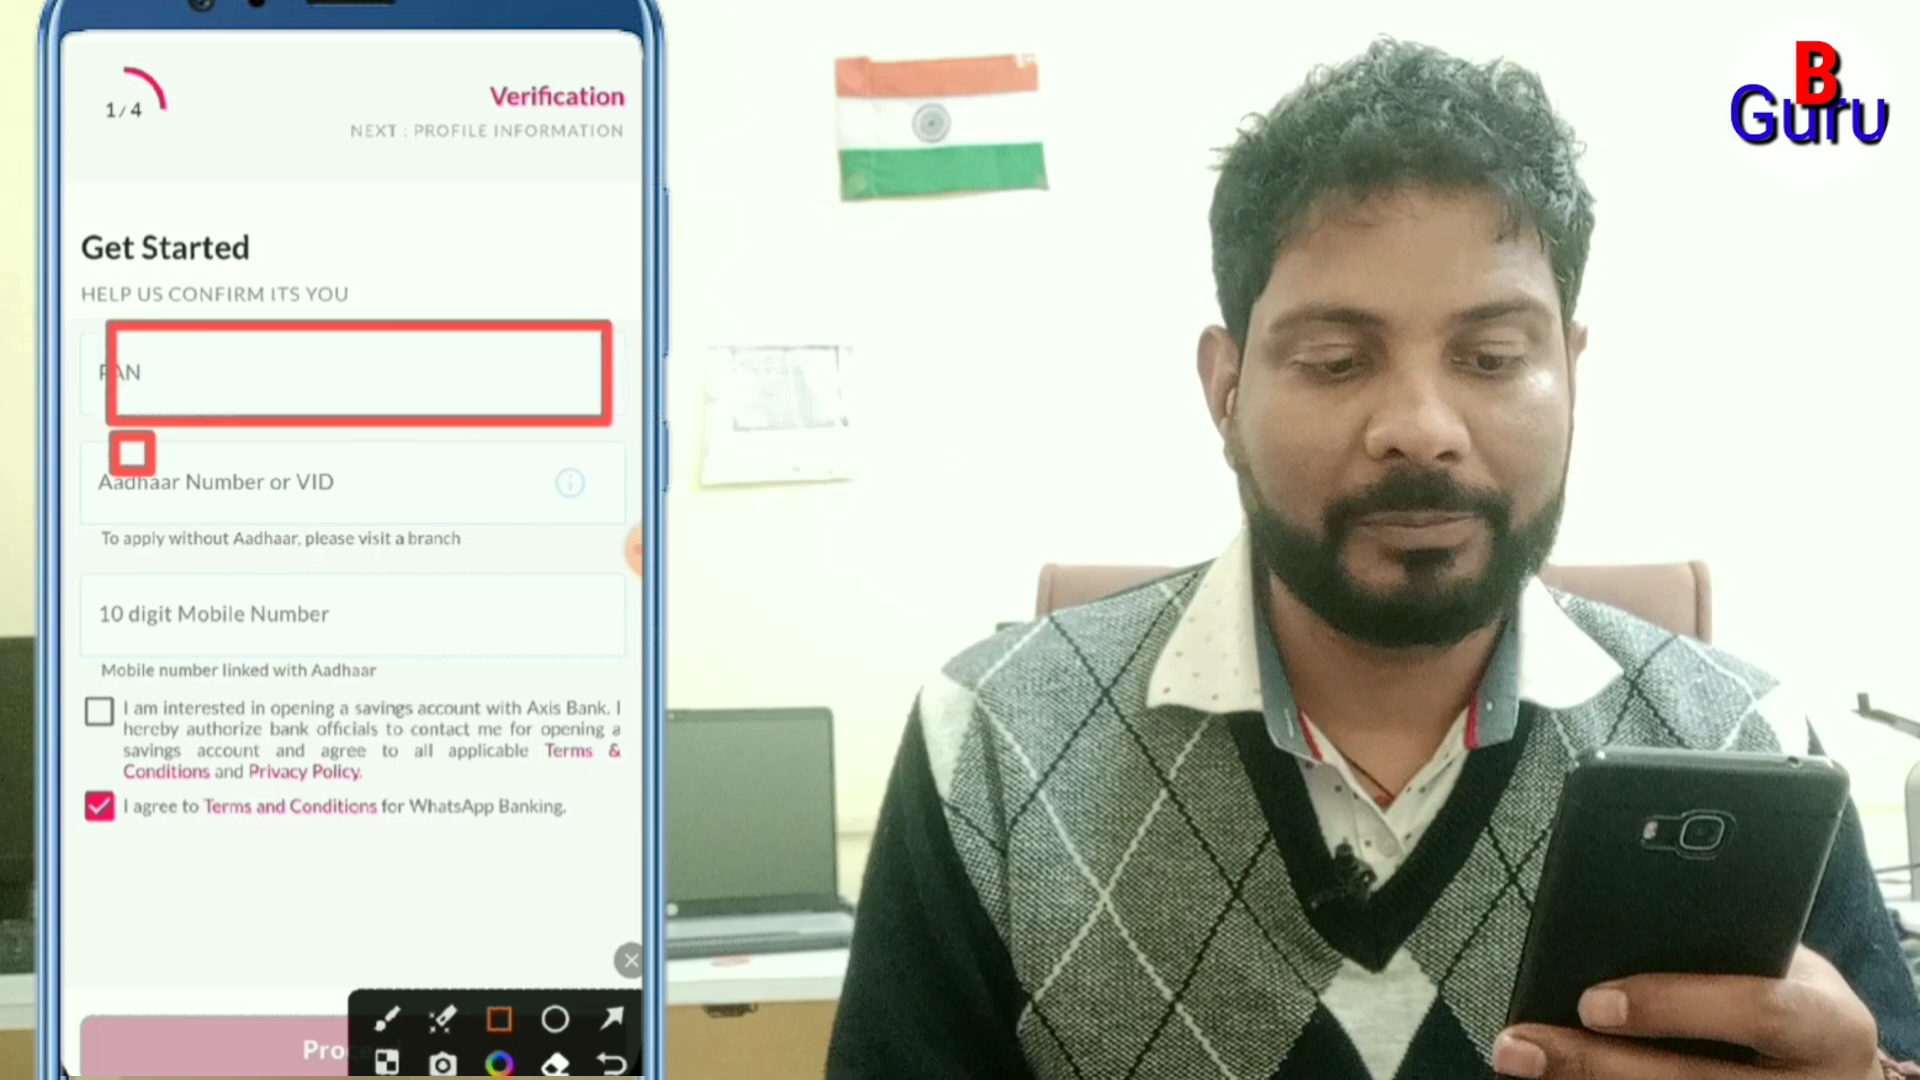 1/4
Verification
NEXT : PROFILE INFORMATION
Get Started
HELP US CONFIRM ITS YOU
PAN
Aadhaar Number or VID
To apply without Aadhaar, please visit a branch
10 digit Mobile Number
Mobile number linked with Aadhaar
I am interested in opening a savings account with Axis Bank. I
hereby authorize bank officials to contact me for opening a
savings account and agree to all applicable Terms &
Conditions and Privacy Policy.
I agree to Terms and Conditions for WhatsApp Banking.
B
Guru